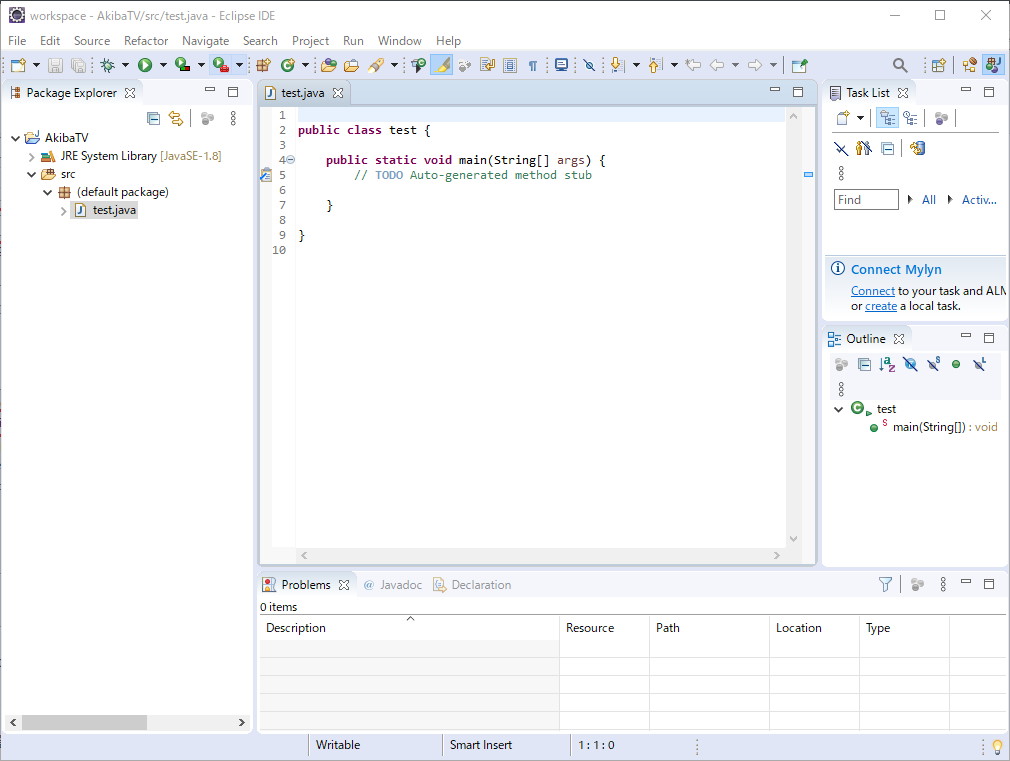 workspace - AkibaTV/src/test.java - Eclipse IDE
File Edit Source Refactor Navigate Search Project Run Window Help
Package Explorer
AkibaTV
JRE System Library [JavaSE-1.8]
src
(default package)
test.java
test.java
1
2 public class test {
3
4 public static void main(String[] args) {
5 // TODO Auto-generated method stub
6
7 }
8
9 }
10
Task List
Find All Activ...
Connect Mylyn
Connect to your task and ALM
or create a local task.
Outline
test
main(String[]) : void
Problems @ Javadoc Declaration
0 items
Description Resource Path Location Type
Writable Smart Insert 1 : 1 : 0